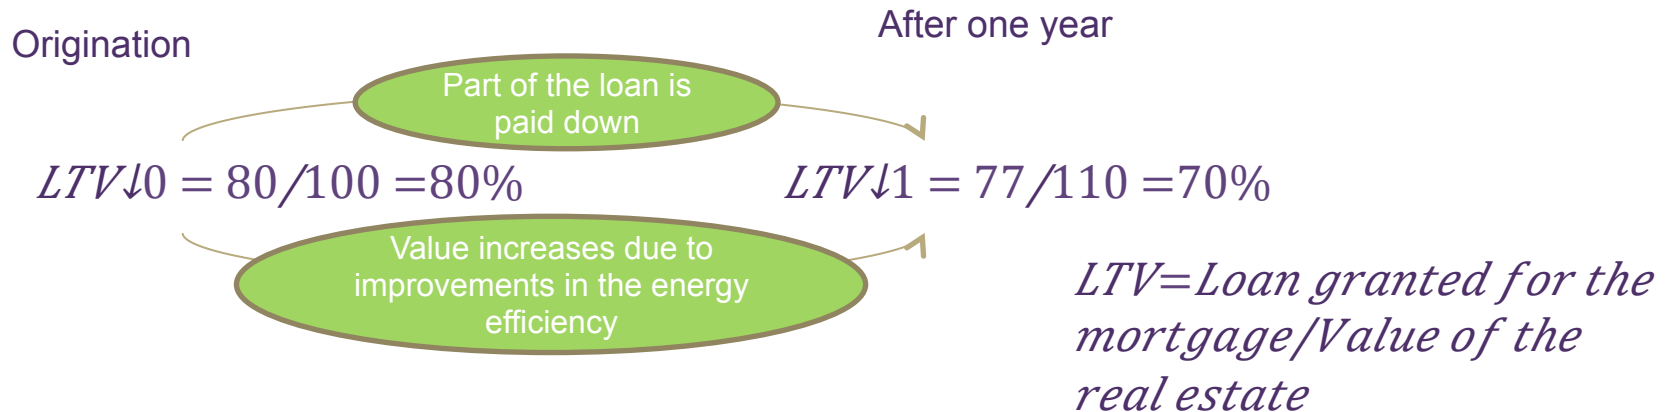 Origination
After one year
Part of the loan is
paid down
LTV↓0 = 80/100 =80%
LTV↓1 = 77/110 =70%
Value increases due to
improvements in the energy
efficiency
LTV=Loan granted for the
mortgage/Value of the
real estate